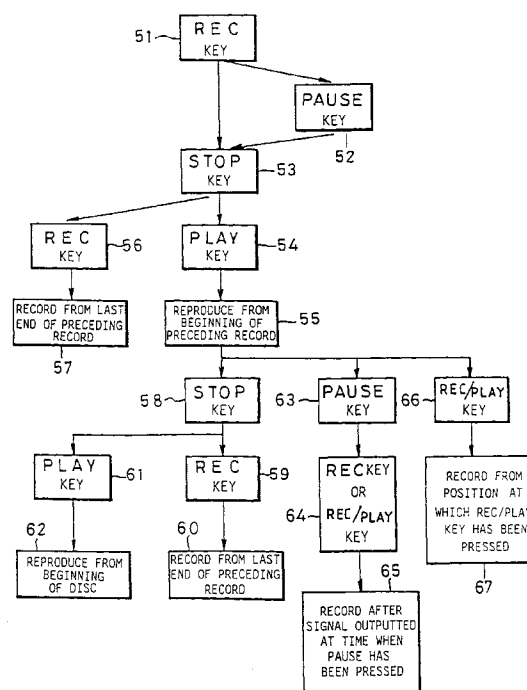 51
REC
KEY
PAUSE
KEY
52
STOP
KEY
53
REC
KEY
56
PLAY
KEY
54
RECORD FROM LAST
END OF PRECEDING
RECORD
57
REPRODUCE FROM
BEGINNING OF
PRECEDING RECORD
55
58
STOP
KEY
63
PAUSE
KEY
66
REC/PLAY
KEY
PLAY
KEY
61
REC
KEY
59
64
REC KEY
OR
REC/PLAY
KEY
RECORD FROM
POSITION AT
WHICH REC/PLAY
KEY HAS BEEN
PRESSED
67
62
REPRODUCE FROM
BEGINNING
OF DISC
60
RECORD FROM LAST
END OF PRECEDING
RECORD
65
RECORD AFTER
SIGNAL OUTPUTTED
AT TIME WHEN
PAUSE HAS
BEEN PRESSED